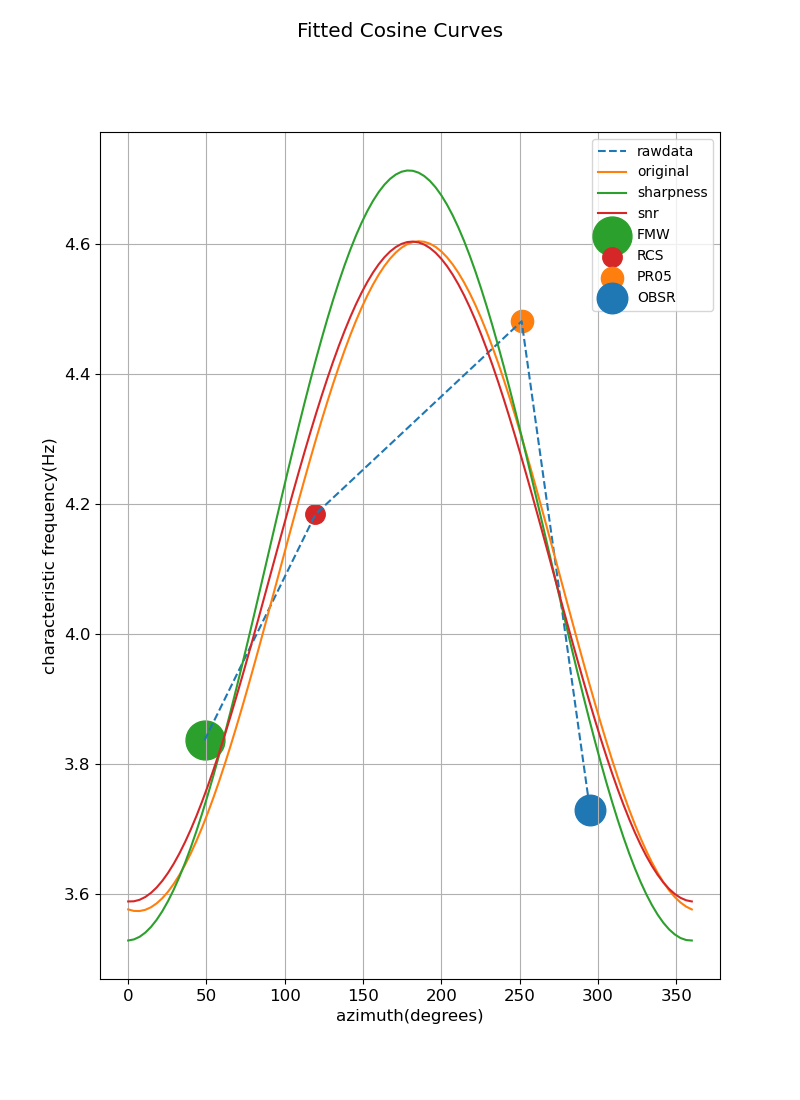 Fitted Cosine Curves
rawdata
original
sharpness
snr
FMW
RCS
PR05
OBSR
4.6
4.4
4.2
4.0
3.8
3.6
characteristic frequency(Hz)
0 50 100 150 200 250 300 350
azimuth(degrees)